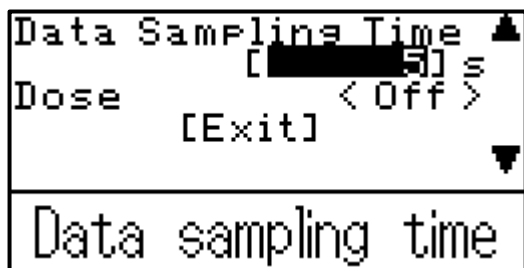 Data Sampling Time
[ 5] s
Dose < Off >
[Exit]
Data sampling time